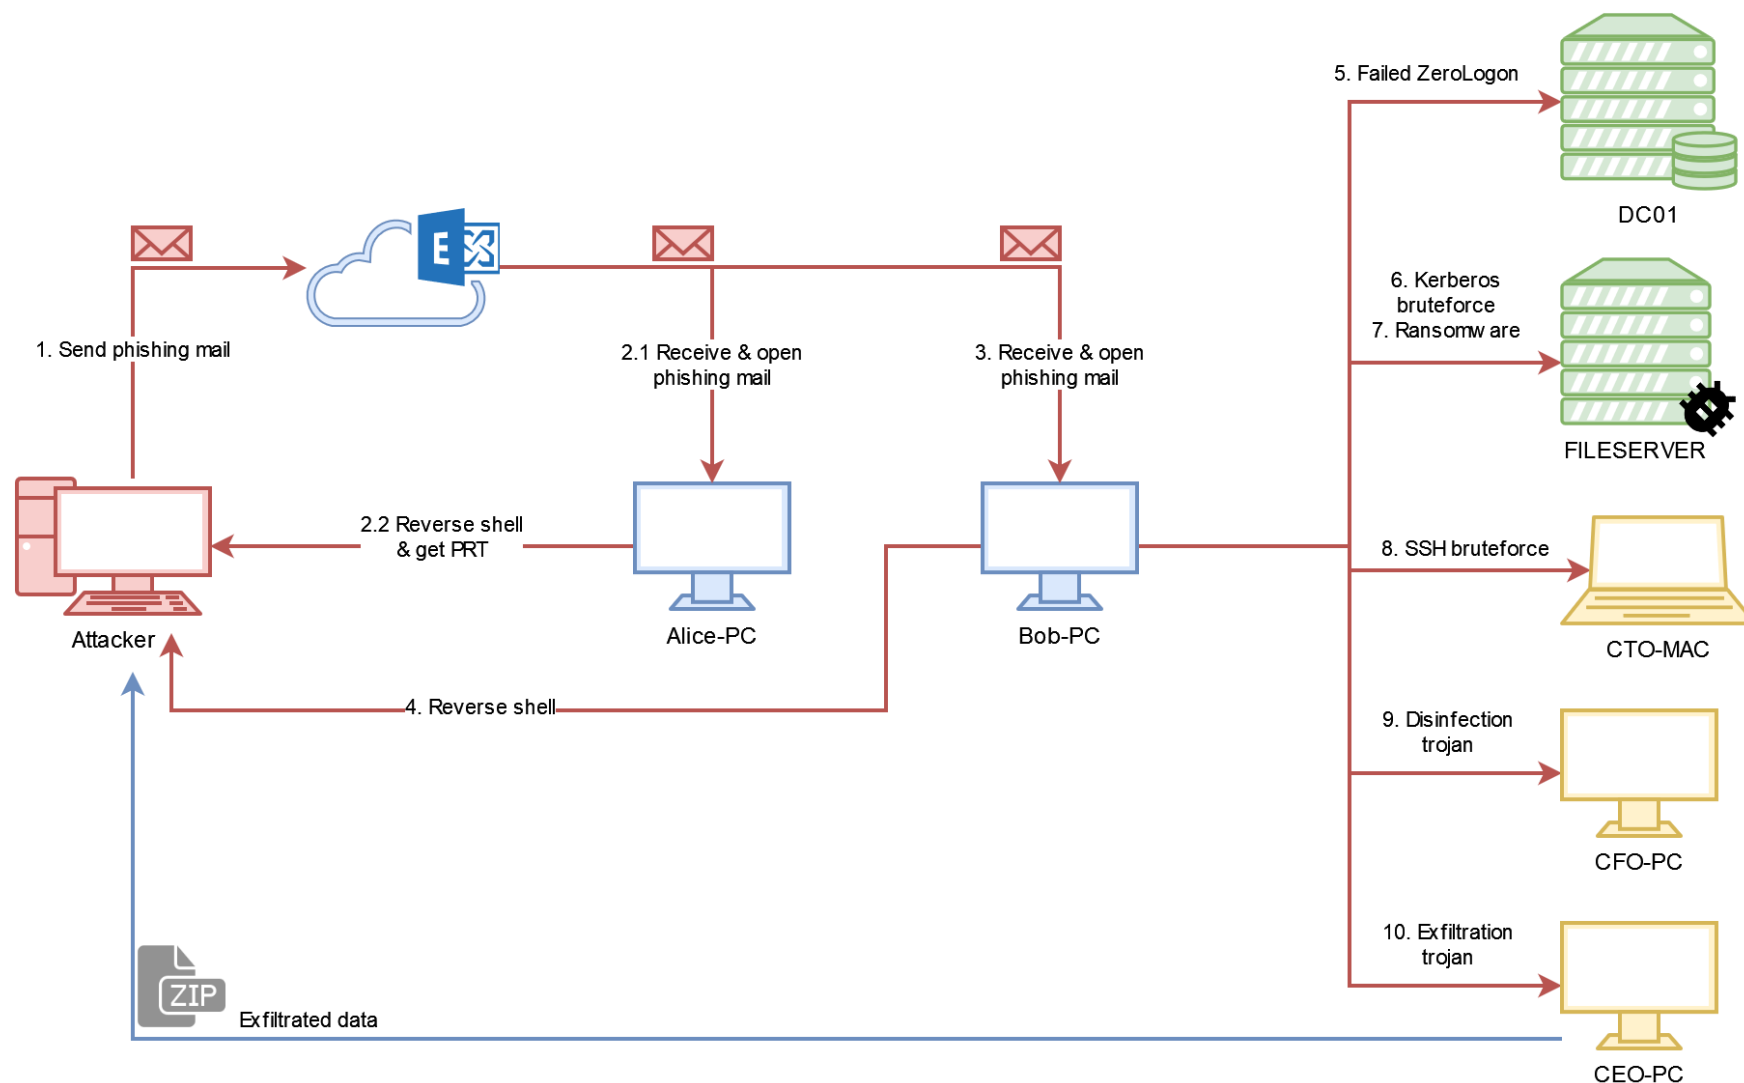 5. Failed ZeroLogon
DC01
E
1. Send phishing mail
2.1 Receive & open
phishing mail
3. Receive & open
phishing mail
6. Kerberos
bruteforce
7. Ransomware
FILESERVER
2.2 Reverse shell
& get PRT
8. SSH bruteforce
Attacker
Alice-PC
Bob-PC
CTO-MAC
4. Reverse shell
9. Disinfection
trojan
CFO-PC
10. Exfiltration
trojan
ZIP
Exfiltrated data
CEO-PC